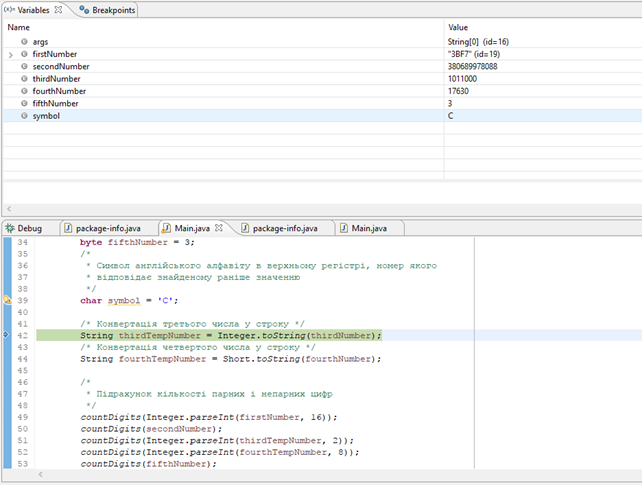 (x)= Variables Breakpoints
Name Value
args String[0] (id=16)
firstNumber "3BF7" (id=19)
secondNumber 380689978088
thirdNumber 1011000
fourthNumber 17630
fifthNumber 3
symbol C
Debug package-info.java Main.java package-info.java Main.java
34 byte fifthNumber = 3;
35 /*
36 * Символ англійського алфавіту в верхньому регістрі, номер якого
37 * відповідає знайденому раніше значенню
38 */
39 char symbol = 'C';
40
41 /* Конвертація третього числа у строку */
42 String thirdTempNumber = Integer.toString(thirdNumber);
43 /* Конвертація четвертого числа у строку */
44 String fourthTempNumber = Short.toString(fourthNumber);
45
46 /*
47 * Підрахунок кількості парних і непарних цифр
48 */
49 countDigits(Integer.parseInt(firstNumber, 16));
50 countDigits(secondNumber);
51 countDigits(Integer.parseInt(thirdTempNumber, 2));
52 countDigits(Integer.parseInt(fourthTempNumber, 8));
53 countDigits(fifthNumber);